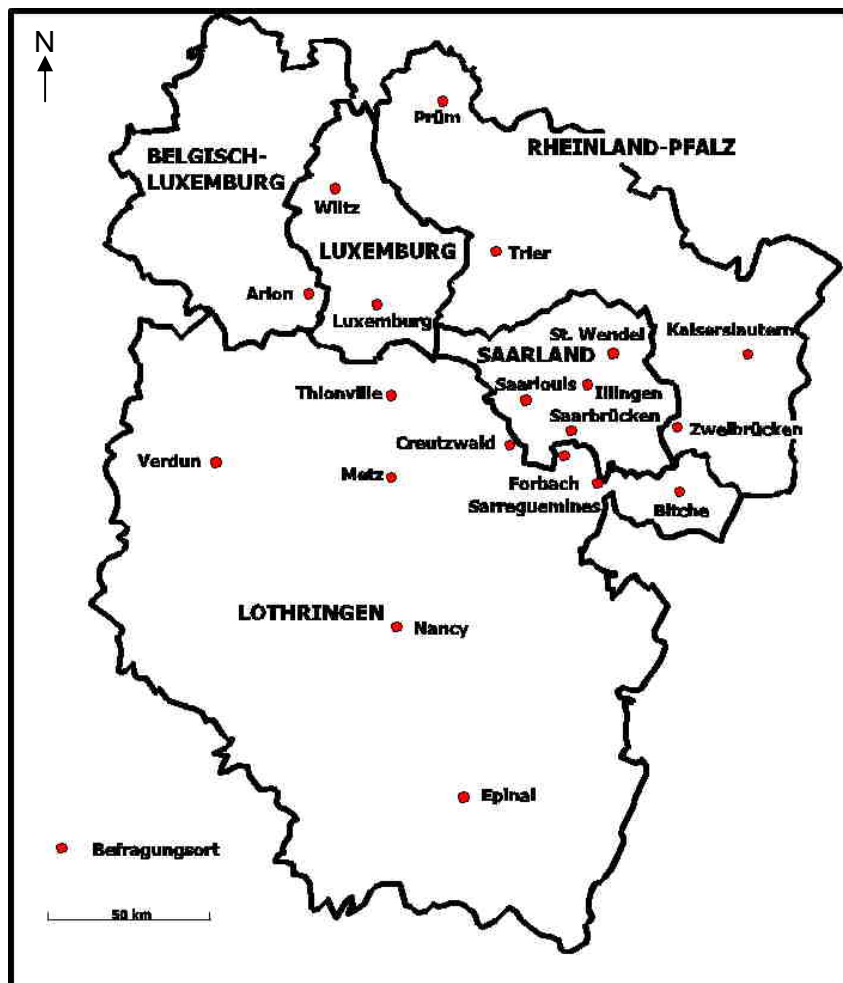 N
Prüm
BELGISCH-
LUXEMBURG
RHEINLAND-PFALZ
Wiltz
LUXEMBURG
Trier
Arlon
Luxemburg
St. Wendel
Kaiserslautern
SAARLAND
Thionville
Saarlouis
Illingen
Saarbrücken
Creutzwald
Zweibrücken
Verdun
Metz
Forbach
Sarreguemines
Bitche
LOTHRINGEN
Nancy
Epinal
Befragungsort
50 km